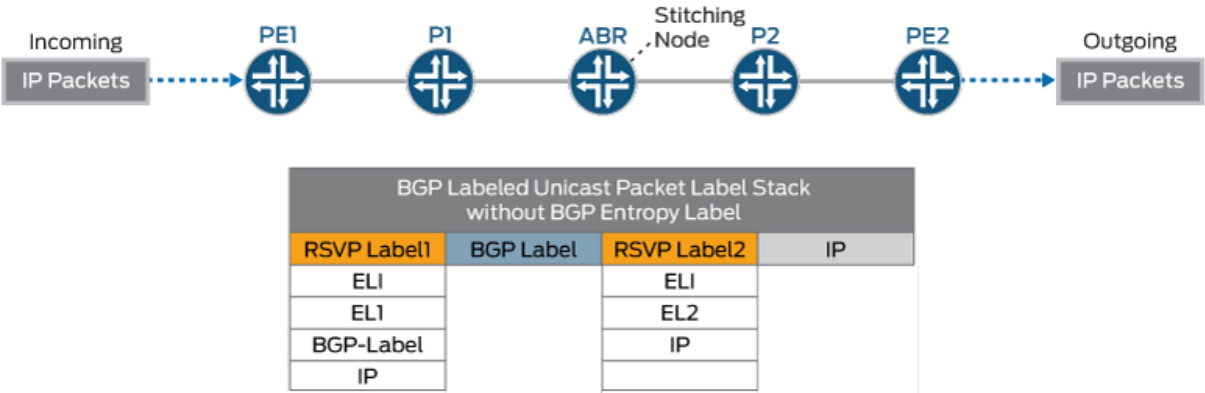 Incoming
IP Packets
PE1
P1
ABR
Stitching
Node
P2
PE2
Outgoing
IP Packets
BGP Labeled Unicast Packet Label Stack
without BGP Entropy Label
RSVP Label1 BGP Label RSVP Label2 IP
ELI ELI
EL1 EL2
BGP-Label IP
IP